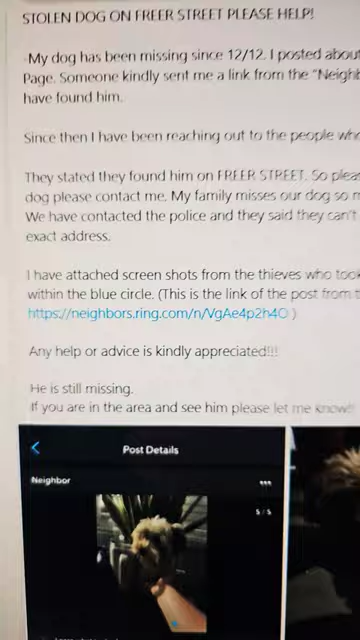 STOLEN DOG ON FREER STREET PLEASE HELP!
-My dog has been missing since 12/12. I posted about
Page. Someone kindly sent me a link from the "Neighb
have found him.
Since then I have been reaching out to the people who
They stated they found him on FREER STREET. So pleas
dog please contact me. My family misses our dog so m
We have contacted the police and they said they can't
exact address.
I have attached screen shots from the thieves who took
within the blue circle. (This is the link of the post from t
https://neighbors.ring.com/n/VgAe4p2h4O )
Any help or advice is kindly appreciated!!!
He is still missing.
If you are in the area and see him please let me know!!
Post Details
Neighbor
5/5